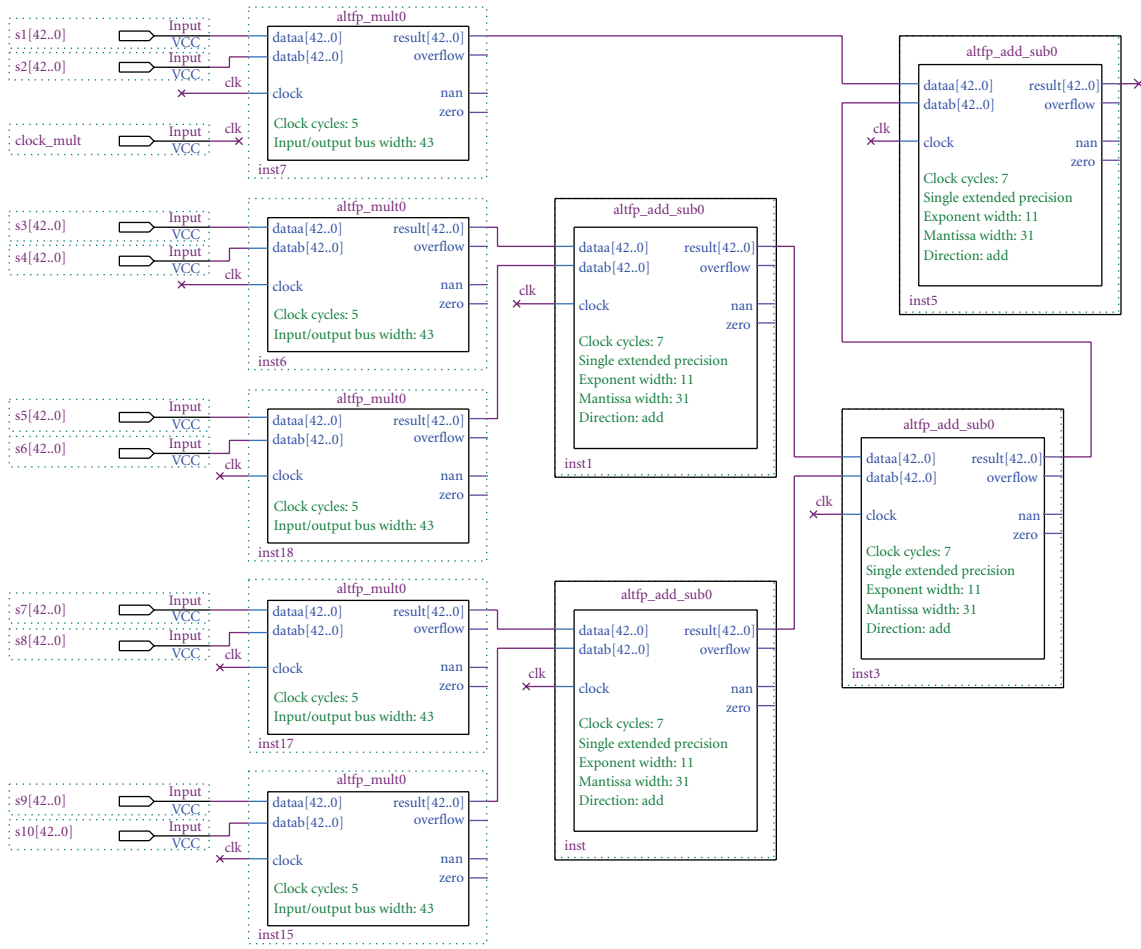 altfp_mult0
s1[42..0] Input VCC
s2[42..0] Input VCC
dataa[42..0] result[42..0]
datab[42..0] overflow
clk
clock nan
zero
clock_mult Input VCC
clk
Clock cycles: 5
Input/output bus width: 43
inst7
altfp_add_sub0
dataa[42..0] result[42..0]
datab[42..0] overflow
clk
clock nan
zero
Clock cycles: 7
Single extended precision
Exponent width: 11
Mantissa width: 31
Direction: add
inst5
altfp_mult0
s3[42..0] Input VCC
s4[42..0] Input VCC
dataa[42..0] result[42..0]
datab[42..0] overflow
clk
clock nan
zero
Clock cycles: 5
Input/output bus width: 43
inst6
altfp_add_sub0
dataa[42..0] result[42..0]
datab[42..0] overflow
clk
clock nan
zero
Clock cycles: 7
Single extended precision
Exponent width: 11
Mantissa width: 31
Direction: add
inst1
altfp_mult0
s5[42..0] Input VCC
s6[42..0] Input VCC
dataa[42..0] result[42..0]
datab[42..0] overflow
clk
clock nan
zero
Clock cycles: 5
Input/output bus width: 43
inst18
altfp_add_sub0
dataa[42..0] result[42..0]
datab[42..0] overflow
clk
clock nan
zero
Clock cycles: 7
Single extended precision
Exponent width: 11
Mantissa width: 31
Direction: add
inst3
altfp_mult0
s7[42..0] Input VCC
s8[42..0] Input VCC
dataa[42..0] result[42..0]
datab[42..0] overflow
clk
clock nan
zero
Clock cycles: 5
Input/output bus width: 43
inst17
altfp_add_sub0
dataa[42..0] result[42..0]
datab[42..0] overflow
clk
clock nan
zero
Clock cycles: 7
Single extended precision
Exponent width: 11
Mantissa width: 31
Direction: add
inst
altfp_mult0
s9[42..0] Input VCC
s10[42..0] Input VCC
dataa[42..0] result[42..0]
datab[42..0] overflow
clk
clock nan
zero
Clock cycles: 5
Input/output bus width: 43
inst15